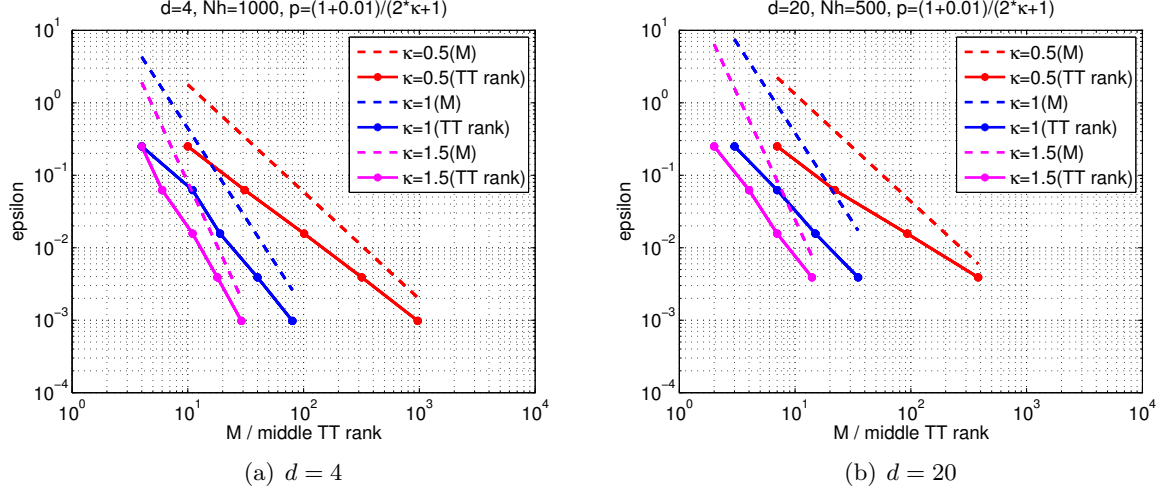 d=4, Nh=1000, p=(1+0.01)/(2*κ+1)
10^1
10^0
10^-1
10^-2
10^-3
10^-4
epsilon
κ=0.5(M)
κ=0.5(TT rank)
κ=1(M)
κ=1(TT rank)
κ=1.5(M)
κ=1.5(TT rank)
10^0 10^1 10^2 10^3 10^4
M / middle TT rank
(a) d = 4
d=20, Nh=500, p=(1+0.01)/(2*κ+1)
10^1
10^0
10^-1
10^-2
10^-3
10^-4
epsilon
κ=0.5(M)
κ=0.5(TT rank)
κ=1(M)
κ=1(TT rank)
κ=1.5(M)
κ=1.5(TT rank)
10^0 10^1 10^2 10^3 10^4
M / middle TT rank
(b) d = 20